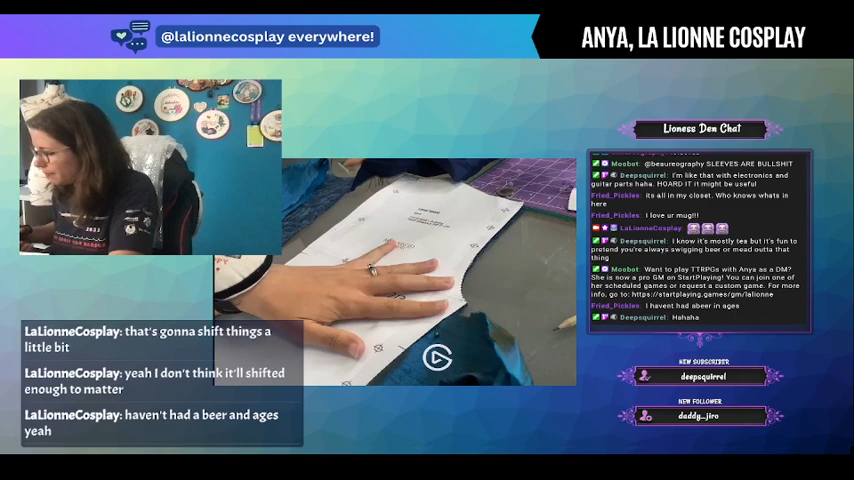 @lalionnecosplay everywhere!
ANYA, LA LIONNE COSPLAY
Lioness Den Chat
Moobot: @beaureography SLEEVES ARE BULLSHIT
Deepsquirrel: I'm like that with electronics and
guitar parts haha. HOARD IT it might be
useful
Fried_Pickles: its all in my closet. Who knows whats in
here
Fried_Pickles: I love ur mug!!!
LaLionneCosplay:
Deepsquirrel: I know it's mostly tea but it's fun to
pretend you're always swigging beer or mead outta that
thing
Moobot: Want to play TTRPGs with Anya as a DM?
She is now a pro GM on StartPlaying! You can join one
of her scheduled games or request a custom game. For more
info, go to: https://startplaying.games/gm/lalionne
Fried_Pickles: I havent had abeer in ages
Deepsquirrel: Hahaha
LaLionneCosplay: that's gonna shift things a
little bit
LaLionneCosplay: yeah I don't think it'll shifted
enough to matter
LaLionneCosplay: haven't had a beer and ages
yeah
NEW SUBSCRIBER
deepsquirrel
NEW FOLLOWER
daddy_jiro